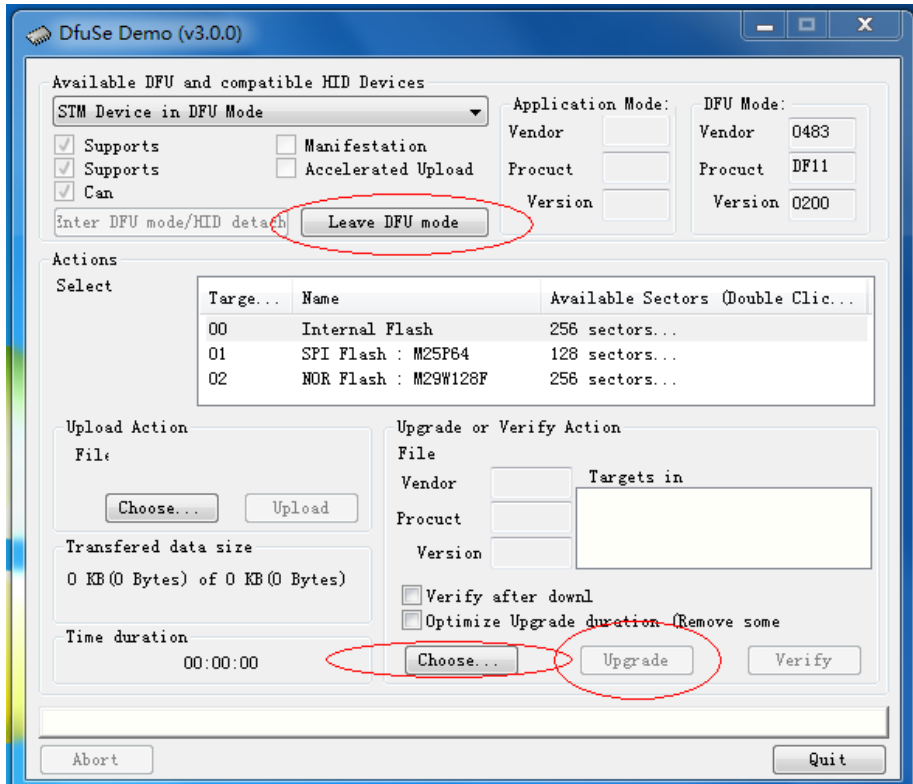 DfuSe Demo (v3.0.0)
Available DFU and compatible HID Devices
STM Device in DFU Mode
Supports
Manifestation
Supports
Accelerated Upload
Can
Enter DFU mode/HID detach
Leave DFU mode
Application Mode:
Vendor
Procuct
Version
DFU Mode:
Vendor 0483
Procuct DF11
Version 0200
Actions
Select
Targe... Name Available Sectors (Double Clic...
00 Internal Flash 256 sectors...
01 SPI Flash : M25P64 128 sectors...
02 NOR Flash : M29W128F 256 sectors...
Upload Action
File
Choose... Upload
Transfered data size
0 KB(0 Bytes) of 0 KB(0 Bytes)
Time duration
00:00:00
Upgrade or Verify Action
File
Vendor
Procuct
Version
Targets in
Verify after downl
Optimize Upgrade duration (Remove some
Choose... Upgrade Verify
Abort Quit